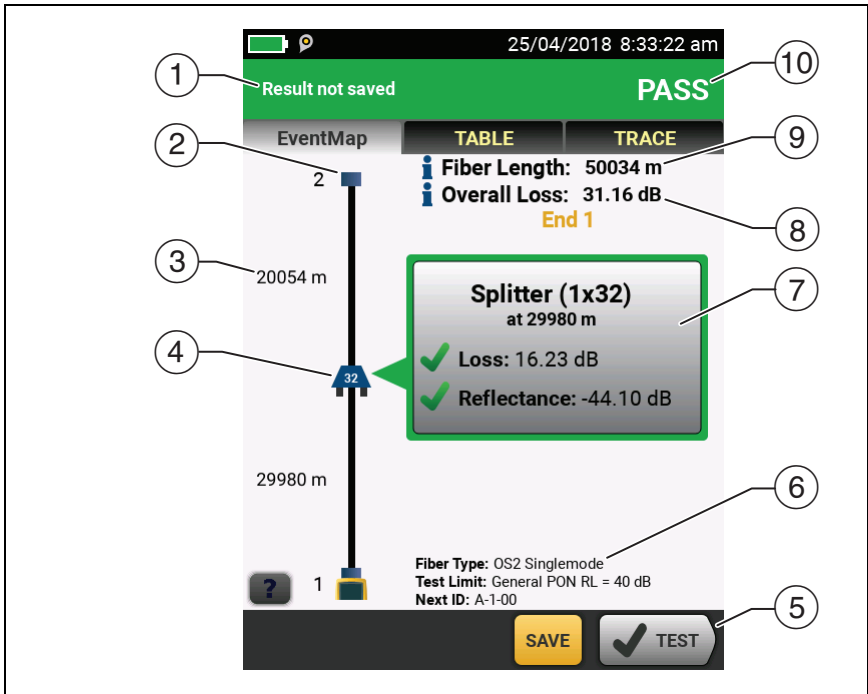 25/04/2018 8:33:22 am
1
Result not saved
PASS
10
EventMap
TABLE
TRACE
2
2
Fiber Length: 50034 m
9
Overall Loss: 31.16 dB
8
End 1
3
20054 m
Splitter (1x32)
at 29980 m
7
4
32
Loss: 16.23 dB
Reflectance: -44.10 dB
29980 m
6
Fiber Type: OS2 Singlemode
Test Limit: General PON RL = 40 dB
Next ID: A-1-00
?
1
SAVE
TEST
5